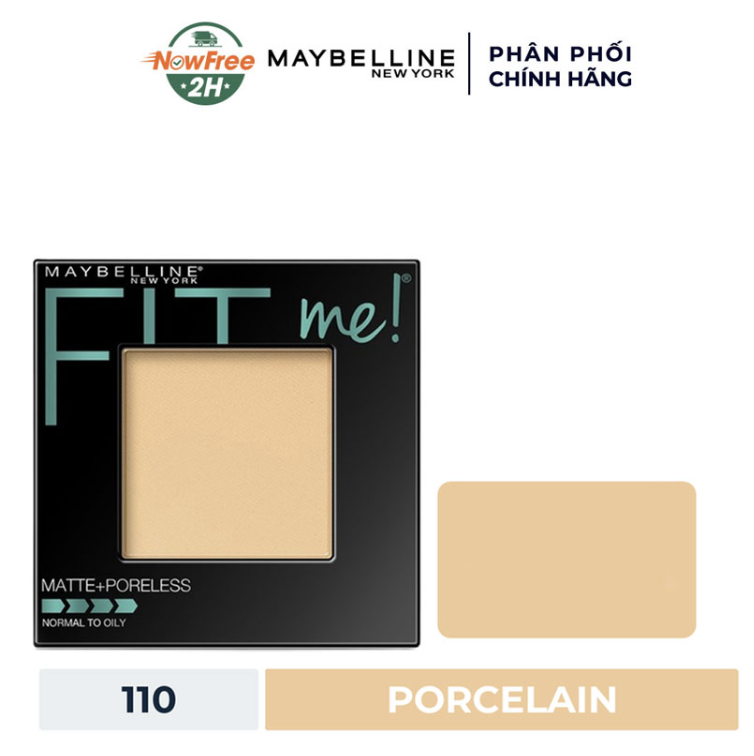 NowFree
2H
MAYBELLINE
NEW YORK
PHÂN PHỐI
CHÍNH HÃNG
MAYBELLINE®
NEW YORK
FIT me!®
MATTE+PORELESS
NORMAL TO OILY
110
PORCELAIN